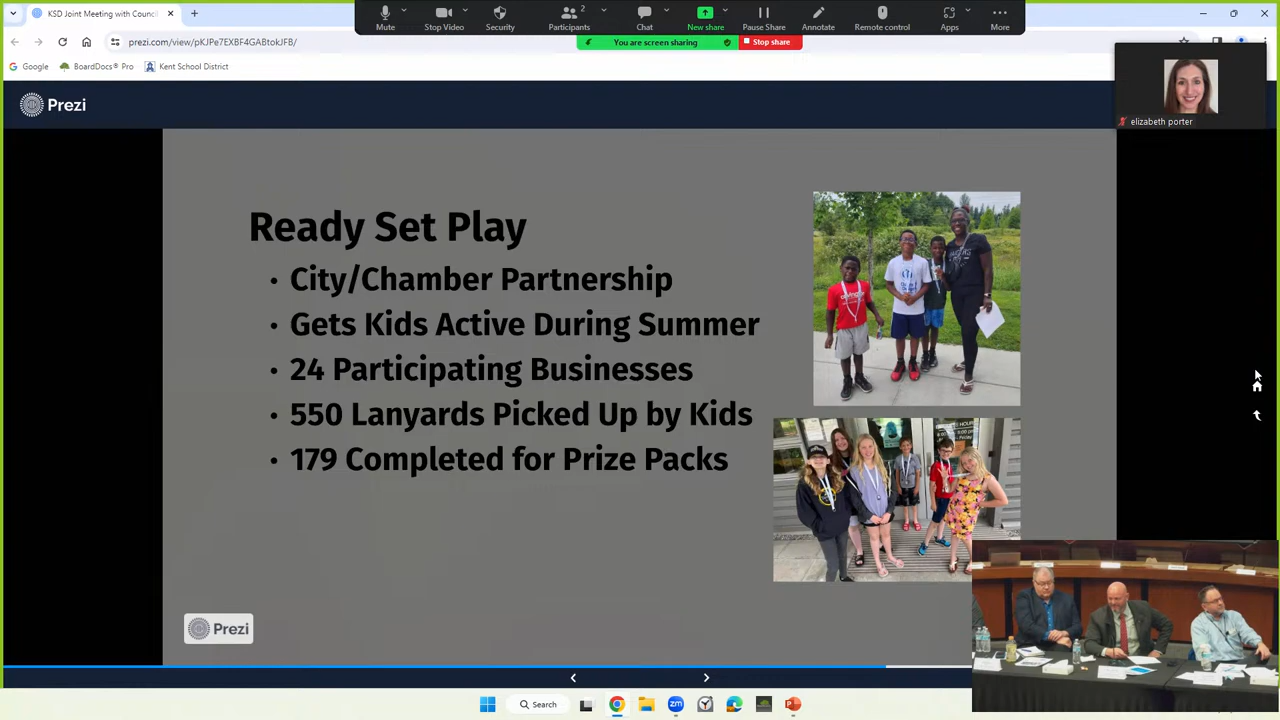 KSD Joint Meeting with Council
Mute
Stop Video
Security
Participants
2
Chat
New share
Pause Share
Annotate
Remote control
Apps
More
You are screen sharing
Stop share
prezi.com/view/pKJPe7EXBF4GABtokJFB/
Google
BoardDocs® Pro
Kent School District
Prezi
elizabeth porter
Ready Set Play
• City/Chamber Partnership
• Gets Kids Active During Summer
• 24 Participating Businesses
• 550 Lanyards Picked Up by Kids
• 179 Completed for Prize Packs
Prezi
Search
zm